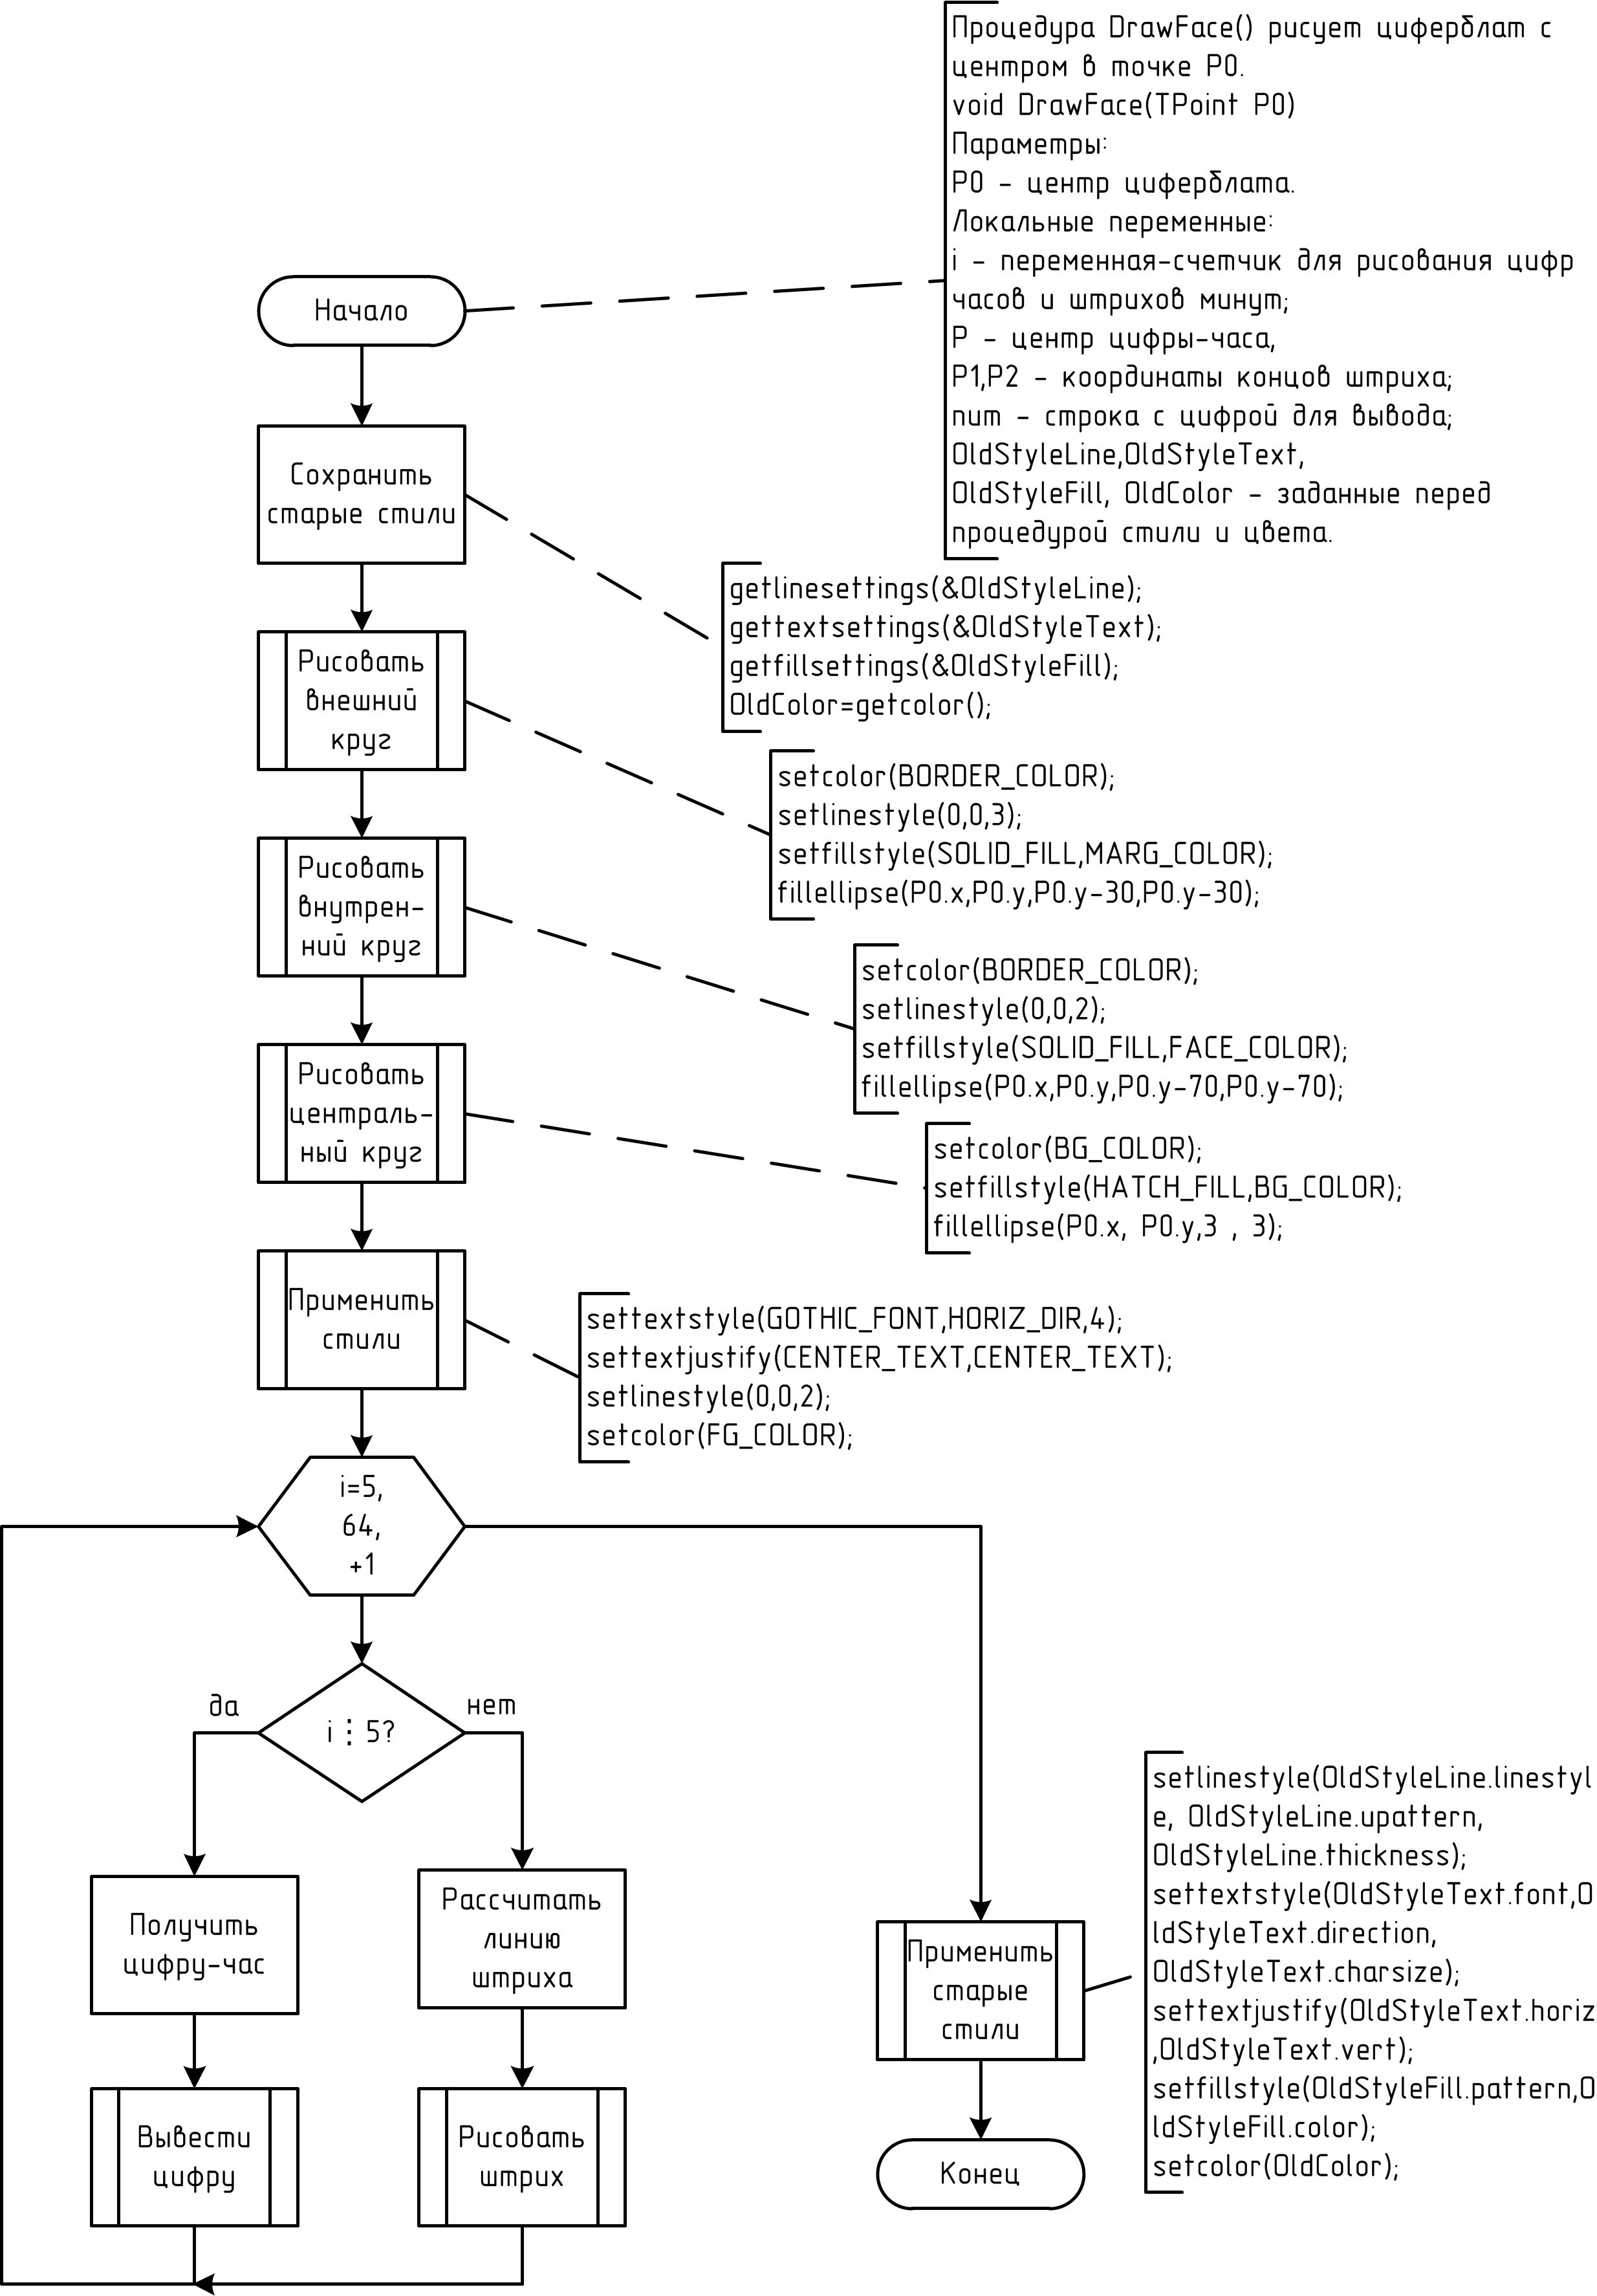 Процедура DrawFace() рисует циферблат с
центром в точке P0.
void DrawFace(TPoint P0)
Параметры:
P0 - центр циферблата.
Локальные переменные:
i - переменная-счетчик для рисования цифр
часов и штрихов минут;
P - центр цифры-часа,
P1,P2 - координаты концов штриха;
num - строка с цифрой для вывода;
OldStyleLine,OldStyleText,
OldStyleFill, OldColor - заданные перед
процедурой стили и цвета.
Начало
Сохранить
старые стили
getlinesettings(&OldStyleLine);
gettextsettings(&OldStyleText);
getfillsettings(&OldStyleFill);
OldColor=getcolor();
Рисовать
внешний
круг
setcolor(BORDER_COLOR);
setlinestyle(0,0,3);
setfillstyle(SOLID_FILL,MARG_COLOR);
fillellipse(P0.x,P0.y,P0.y-30,P0.y-30);
Рисовать
внутрен-
ний круг
setcolor(BORDER_COLOR);
setlinestyle(0,0,2);
setfillstyle(SOLID_FILL,FACE_COLOR);
fillellipse(P0.x,P0.y,P0.y-70,P0.y-70);
Рисовать
централь-
ный круг
setcolor(BG_COLOR);
setfillstyle(HATCH_FILL,BG_COLOR);
fillellipse(P0.x, P0.y,3 , 3);
Применить
стили
settextstyle(GOTHIC_FONT,HORIZ_DIR,4);
settextjustify(CENTER_TEXT,CENTER_TEXT);
setlinestyle(0,0,2);
setcolor(FG_COLOR);
i=5,
64,
+1
да
нет
i ⋮ 5?
Получить
цифру-час
Рассчитать
линию
штриха
Вывести
цифру
Рисовать
штрих
Применить
старые
стили
setlinestyle(OldStyleLine.linestyl
e, OldStyleLine.upattern,
OldStyleLine.thickness);
settextstyle(OldStyleText.font,O
ldStyleText.direction,
OldStyleText.charsize);
settextjustify(OldStyleText.horiz
,OldStyleText.vert);
setfillstyle(OldStyleFill.pattern,O
ldStyleFill.color);
setcolor(OldColor);
Конец